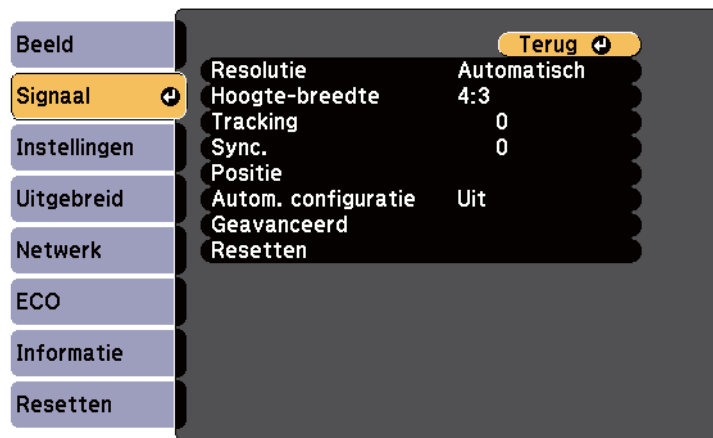 Beeld
Signaal
Instellingen
Uitgebreid
Netwerk
ECO
Informatie
Resetten
Terug
Resolutie Automatisch
Hoogte-breedte 4:3
Tracking 0
Sync. 0
Positie
Autom. configuratie Uit
Geavanceerd
Resetten